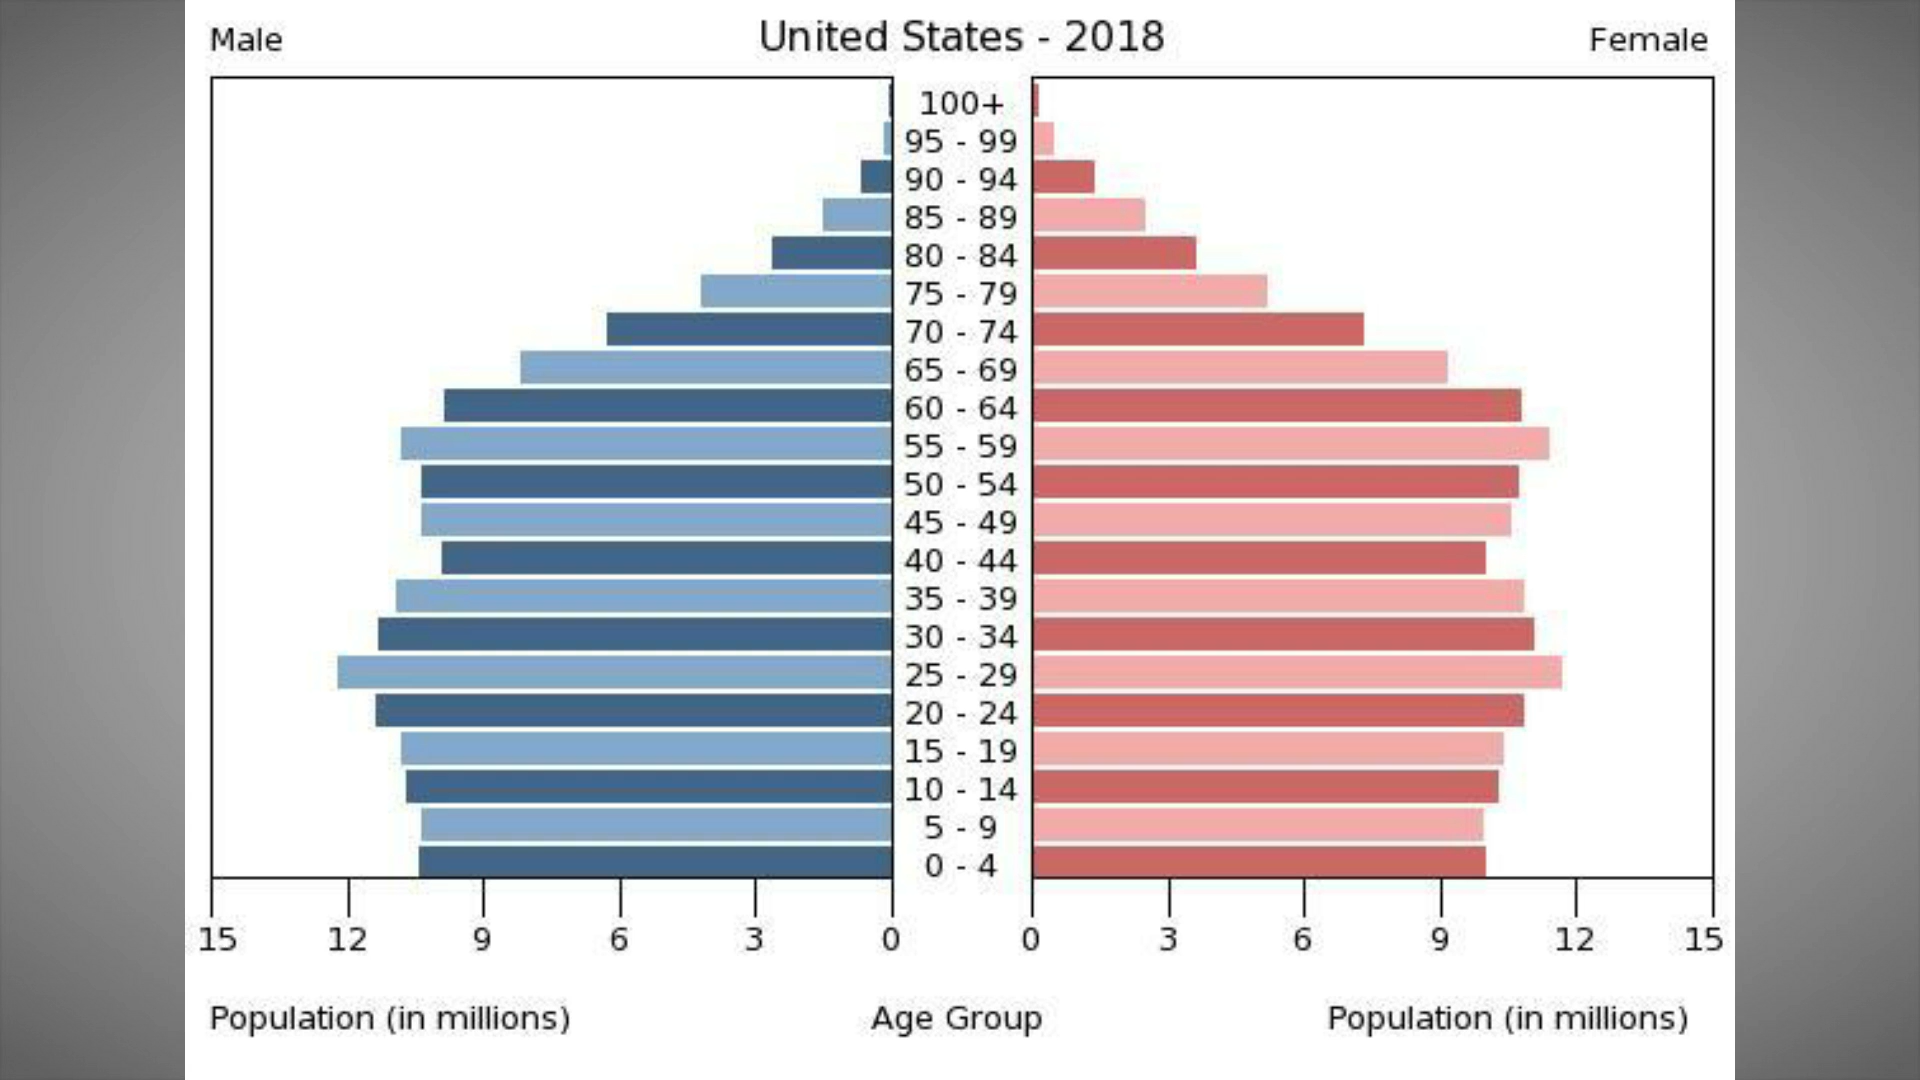 Male United States - 2018 Female
100+
95 - 99
90 - 94
85 - 89
80 - 84
75 - 79
70 - 74
65 - 69
60 - 64
55 - 59
50 - 54
45 - 49
40 - 44
35 - 39
30 - 34
25 - 29
20 - 24
15 - 19
10 - 14
5 - 9
0 - 4
15 12 9 6 3 0 0 3 6 9 12 15
Population (in millions) Age Group Population (in millions)